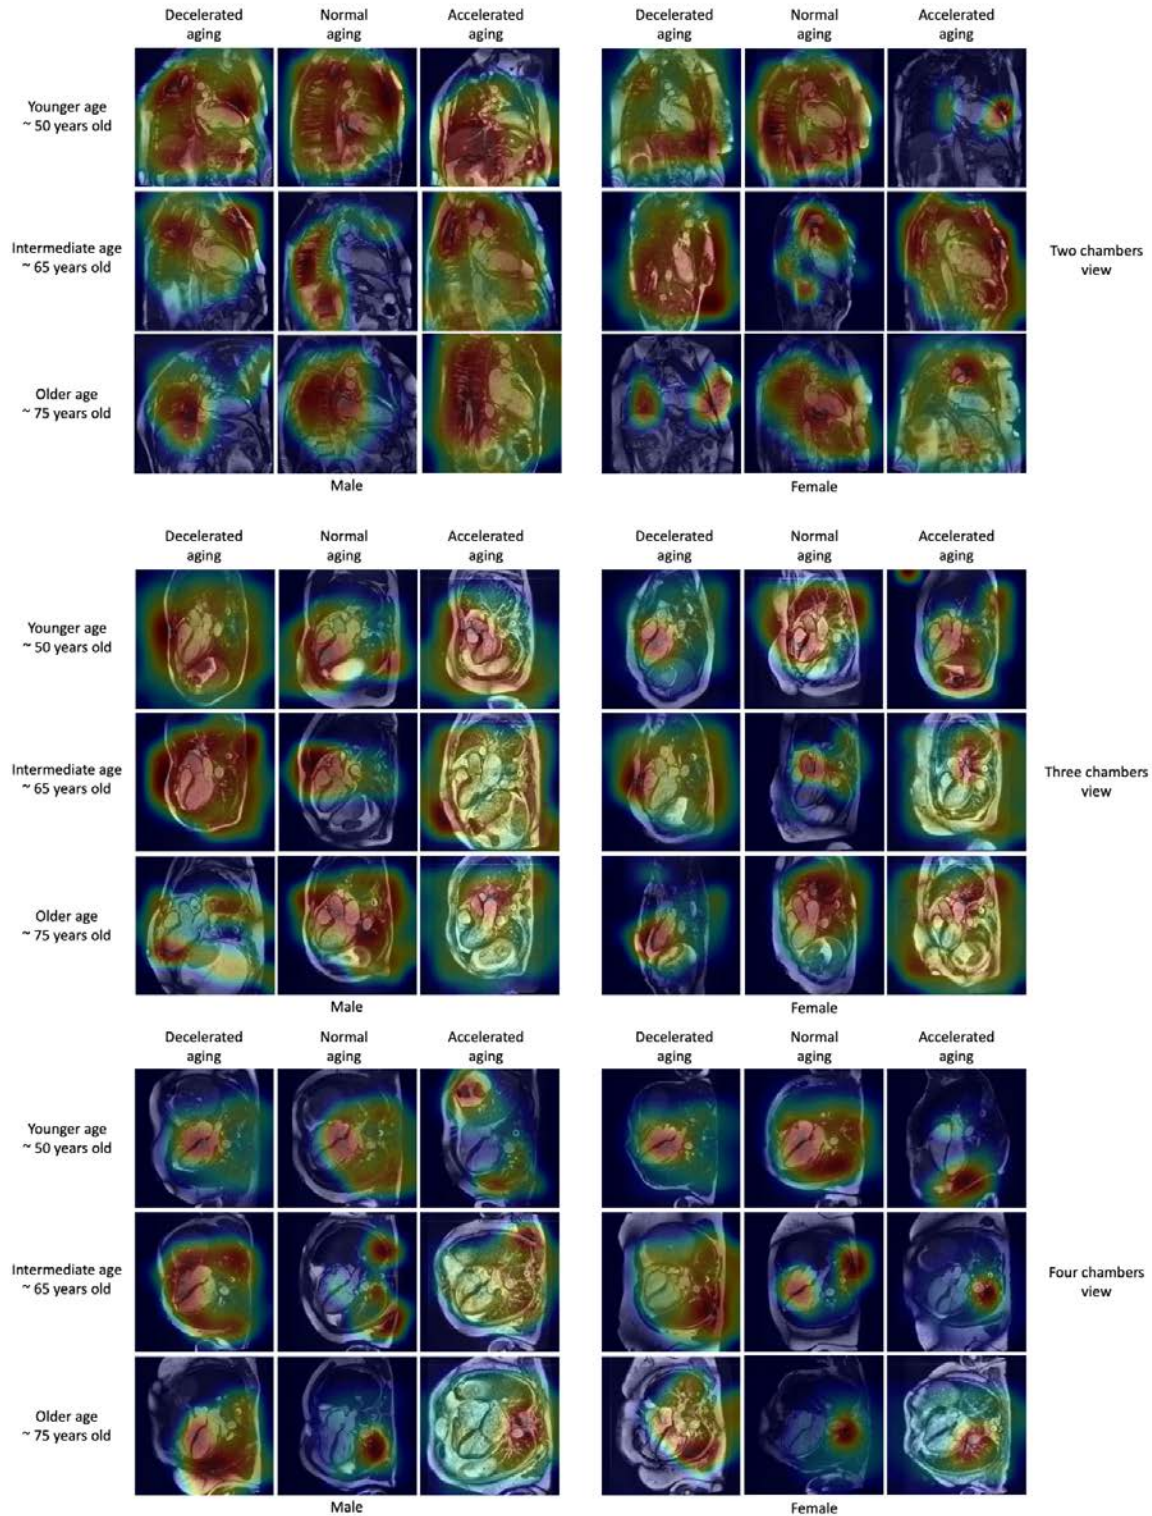 Decelerated aging Normal aging Accelerated aging Decelerated aging Normal aging Accelerated aging
Younger age
~ 50 years old
Intermediate age
~ 65 years old
Two chambers
view
Older age
~ 75 years old
Male Female
Decelerated aging Normal aging Accelerated aging Decelerated aging Normal aging Accelerated aging
Younger age
~ 50 years old
Intermediate age
~ 65 years old
Three chambers
view
Older age
~ 75 years old
Male Female
Decelerated aging Normal aging Accelerated aging Decelerated aging Normal aging Accelerated aging
Younger age
~ 50 years old
Intermediate age
~ 65 years old
Four chambers
view
Older age
~ 75 years old
Male Female